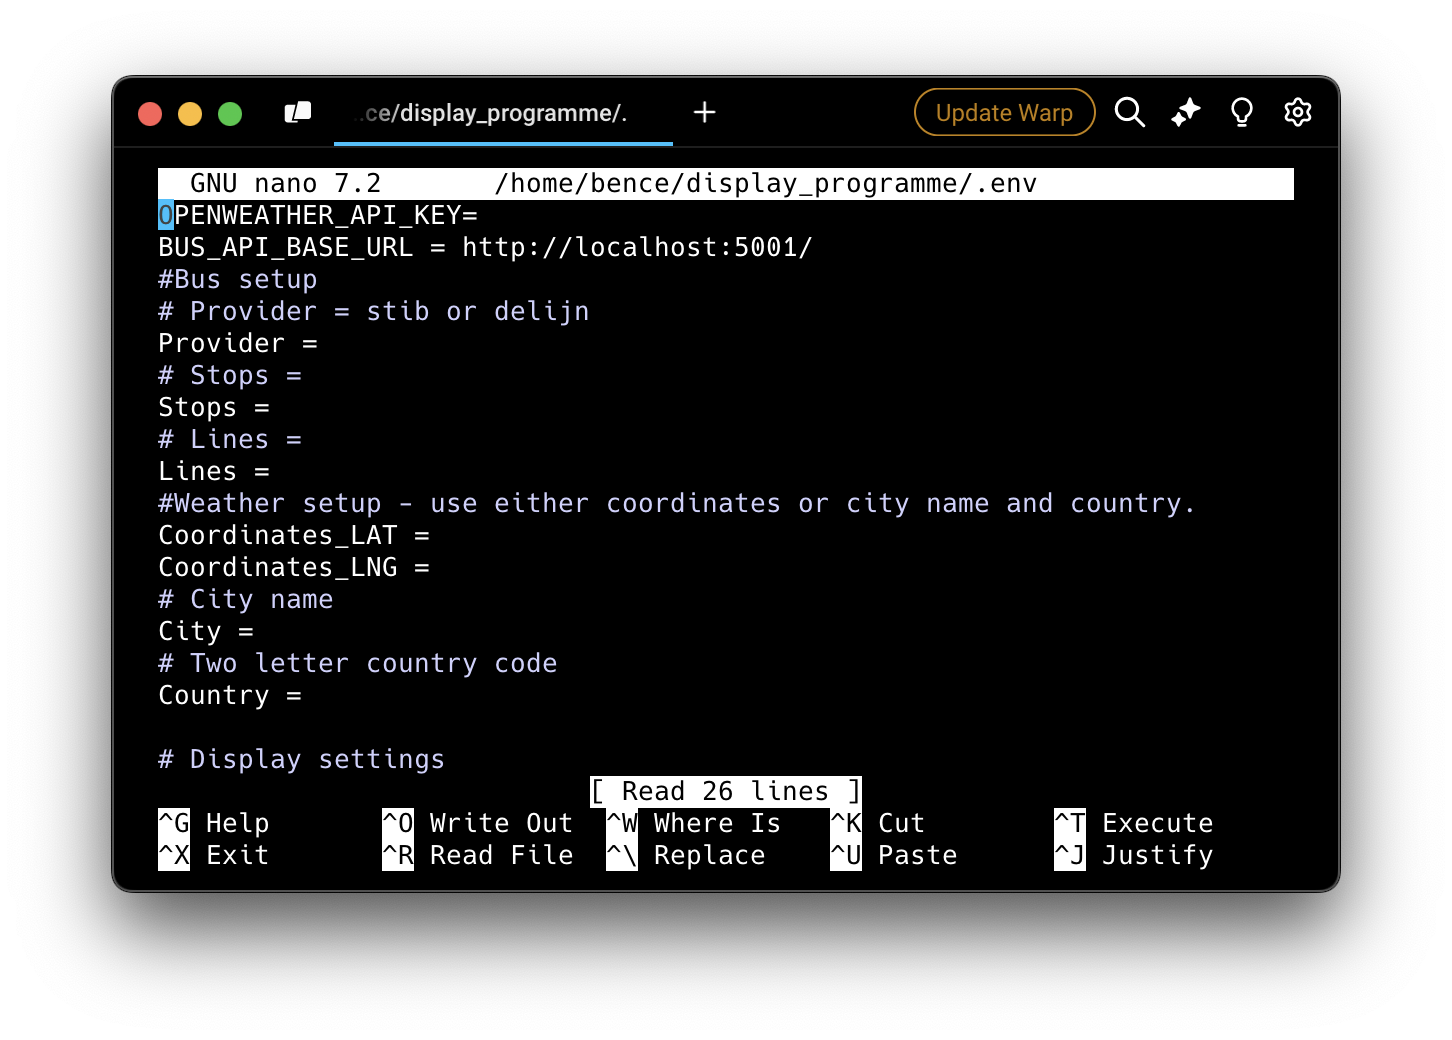 ce/display_programme/.
Update Warp
GNU nano 7.2 /home/bence/display_programme/.env
OPENWEATHER_API_KEY=
BUS_API_BASE_URL = http://localhost:5001/
#Bus setup
# Provider = stib or delijn
Provider =
# Stops =
Stops =
# Lines =
Lines =
#Weather setup - use either coordinates or city name and country.
Coordinates_LAT =
Coordinates_LNG =
# City name
City =
# Two letter country code
Country =
# Display settings
[ Read 26 lines ]
^G Help ^O Write Out ^W Where Is ^K Cut ^T Execute
^X Exit ^R Read File ^\ Replace ^U Paste ^J Justify